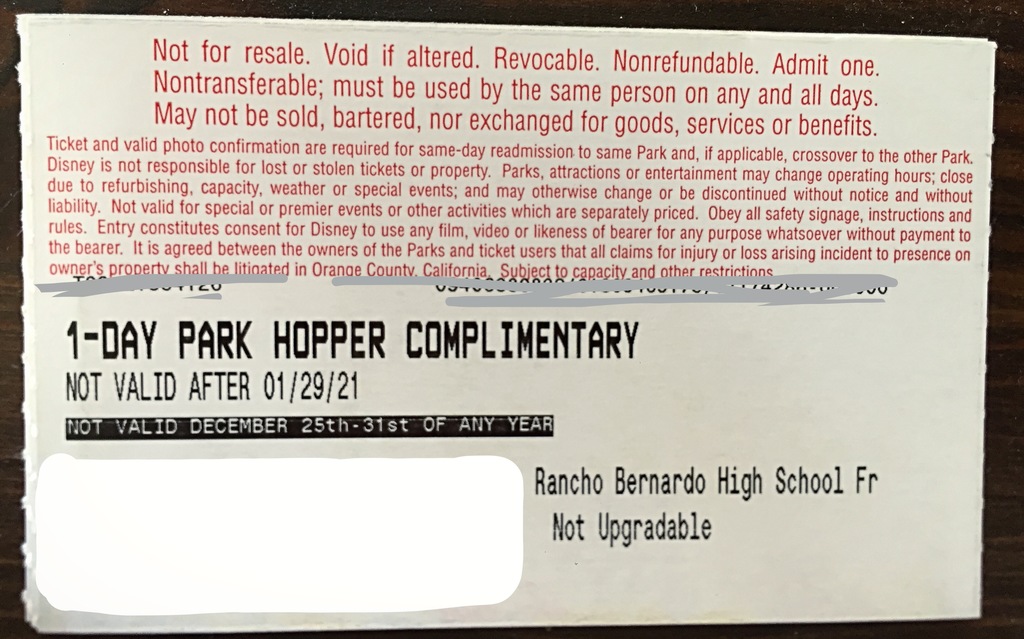 Not for resale. Void if altered. Revocable. Nonrefundable. Admit one.
Nontransferable; must be used by the same person on any and all days.
May not be sold, bartered, nor exchanged for goods, services or benefits.
Ticket and valid photo confirmation are required for same-day readmission to same Park and, if applicable, crossover to the other Park.
Disney is not responsible for lost or stolen tickets or property. Parks, attractions or entertainment may change operating hours; close
due to refurbishing, capacity, weather or special events; and may otherwise change or be discontinued without notice and without
liability. Not valid for special or premier events or other activities which are separately priced. Obey all safety signage, instructions and
rules. Entry constitutes consent for Disney to use any film, video or likeness of bearer for any purpose whatsoever without payment to
the bearer. It is agreed between the owners of the Parks and ticket users that all claims for injury or loss arising incident to presence on
owner's property shall be litigated in Orange County, California. Subject to capacity and other restrictions.
1-DAY PARK HOPPER COMPLIMENTARY
NOT VALID AFTER 01/29/21
NOT VALID DECEMBER 25th-31st OF ANY YEAR
Rancho Bernardo High School Fr
Not Upgradable